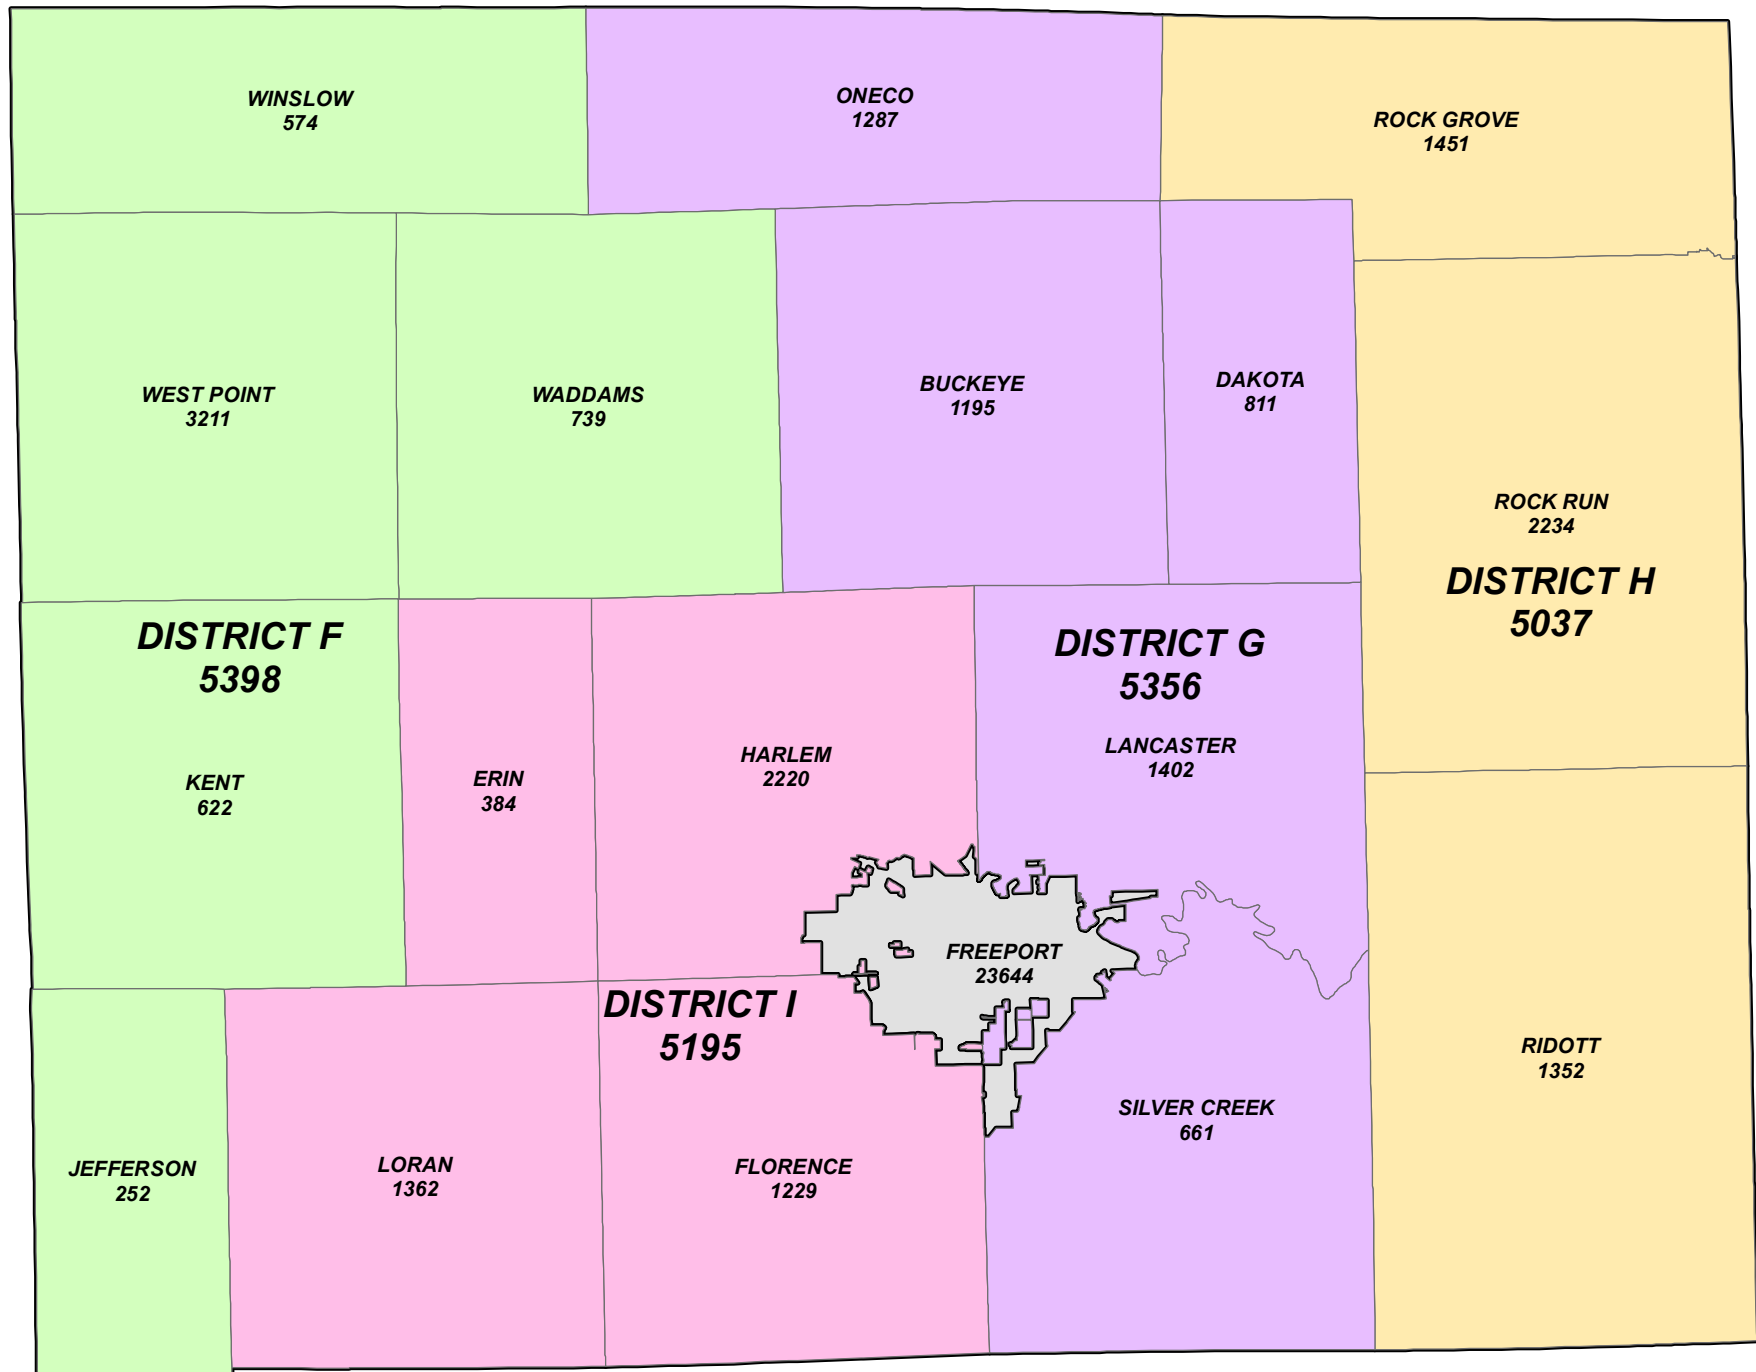 WINSLOW
574
ONECO
1287
ROCK GROVE
1451
WEST POINT
3211
WADDAMS
739
BUCKEYE
1195
DAKOTA
811
ROCK RUN
2234
DISTRICT H
5037
DISTRICT F
5398
DISTRICT G
5356
KENT
622
ERIN
384
HARLEM
2220
LANCASTER
1402
FREEPORT
23644
DISTRICT I
5195
RIDOTT
1352
JEFFERSON
252
LORAN
1362
FLORENCE
1229
SILVER CREEK
661